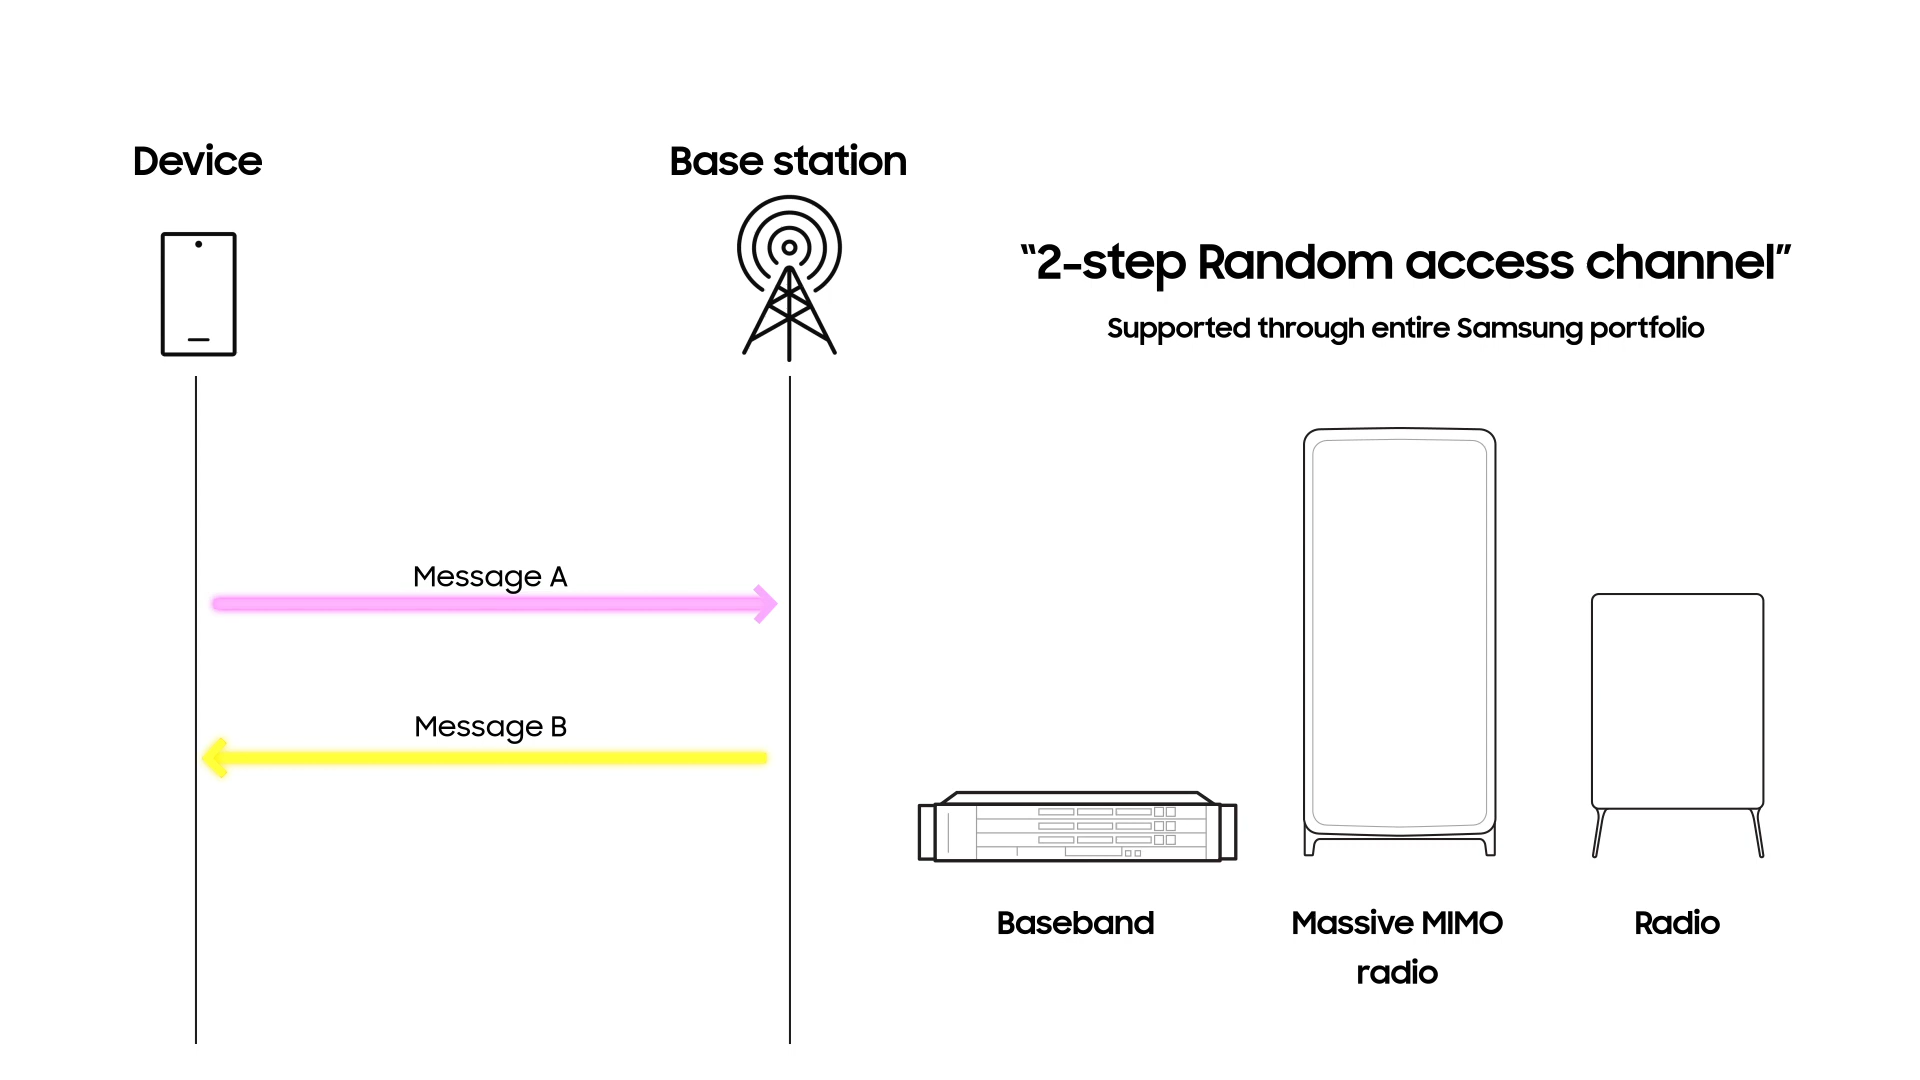 Device
Base station
“2-step Random access channel”
Supported through entire Samsung portfolio
Message A
Message B
Baseband
Massive MIMO
radio
Radio